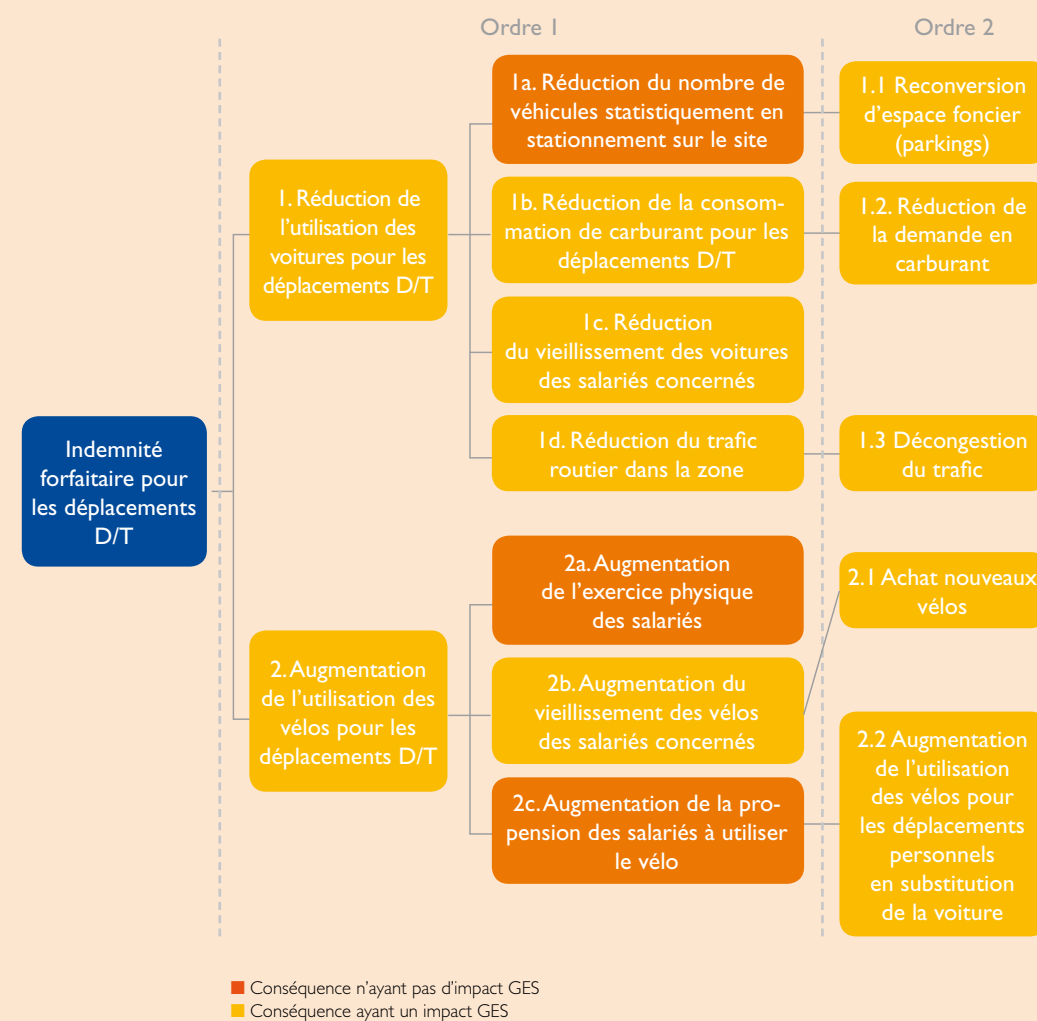 Ordre 1
Ordre 2
Indemnité
forfaitaire pour
les déplacements
D/T
1. Réduction de
l'utilisation des
voitures pour les
déplacements D/T
1a. Réduction du nombre de
véhicules statistiquement en
stationnement sur le site
1.1 Reconversion
d'espace foncier
(parkings)
1b. Réduction de la consom-
mation de carburant pour les
déplacements D/T
1.2. Réduction de
la demande en
carburant
1c. Réduction
du vieillissement des voitures
des salariés concernés
1d. Réduction du trafic
routier dans la zone
1.3 Décongestion
du trafic
2. Augmentation
de l'utilisation des
vélos pour les
déplacements D/T
2a. Augmentation
de l'exercice physique
des salariés
2b. Augmentation du
vieillissement des vélos
des salariés concernés
2.1 Achat nouveaux
vélos
2c. Augmentation de la pro-
pension des salariés à utiliser
le vélo
2.2 Augmentation
de l'utilisation
des vélos pour
les déplacements
personnels
en substitution
de la voiture
Conséquence n'ayant pas d'impact GES
Conséquence ayant un impact GES